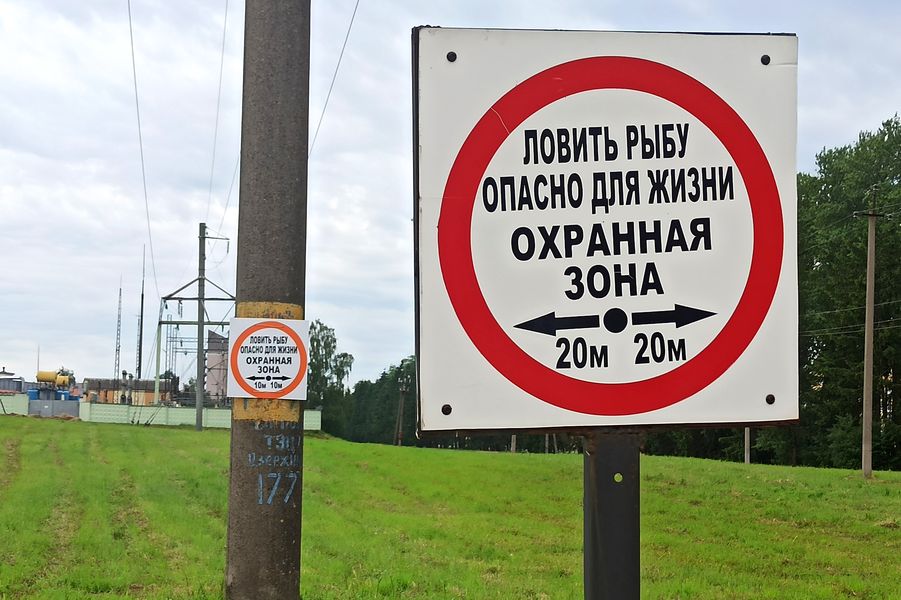 ЛОВИТЬ РЫБУ
ОПАСНО ДЛЯ ЖИЗНИ
ОХРАННАЯ
ЗОНА
20м 20м
ЛОВИТЬ РЫБУ
ОПАСНО ДЛЯ ЖИЗНИ
ОХРАННАЯ
ЗОНА
10м 10м
177